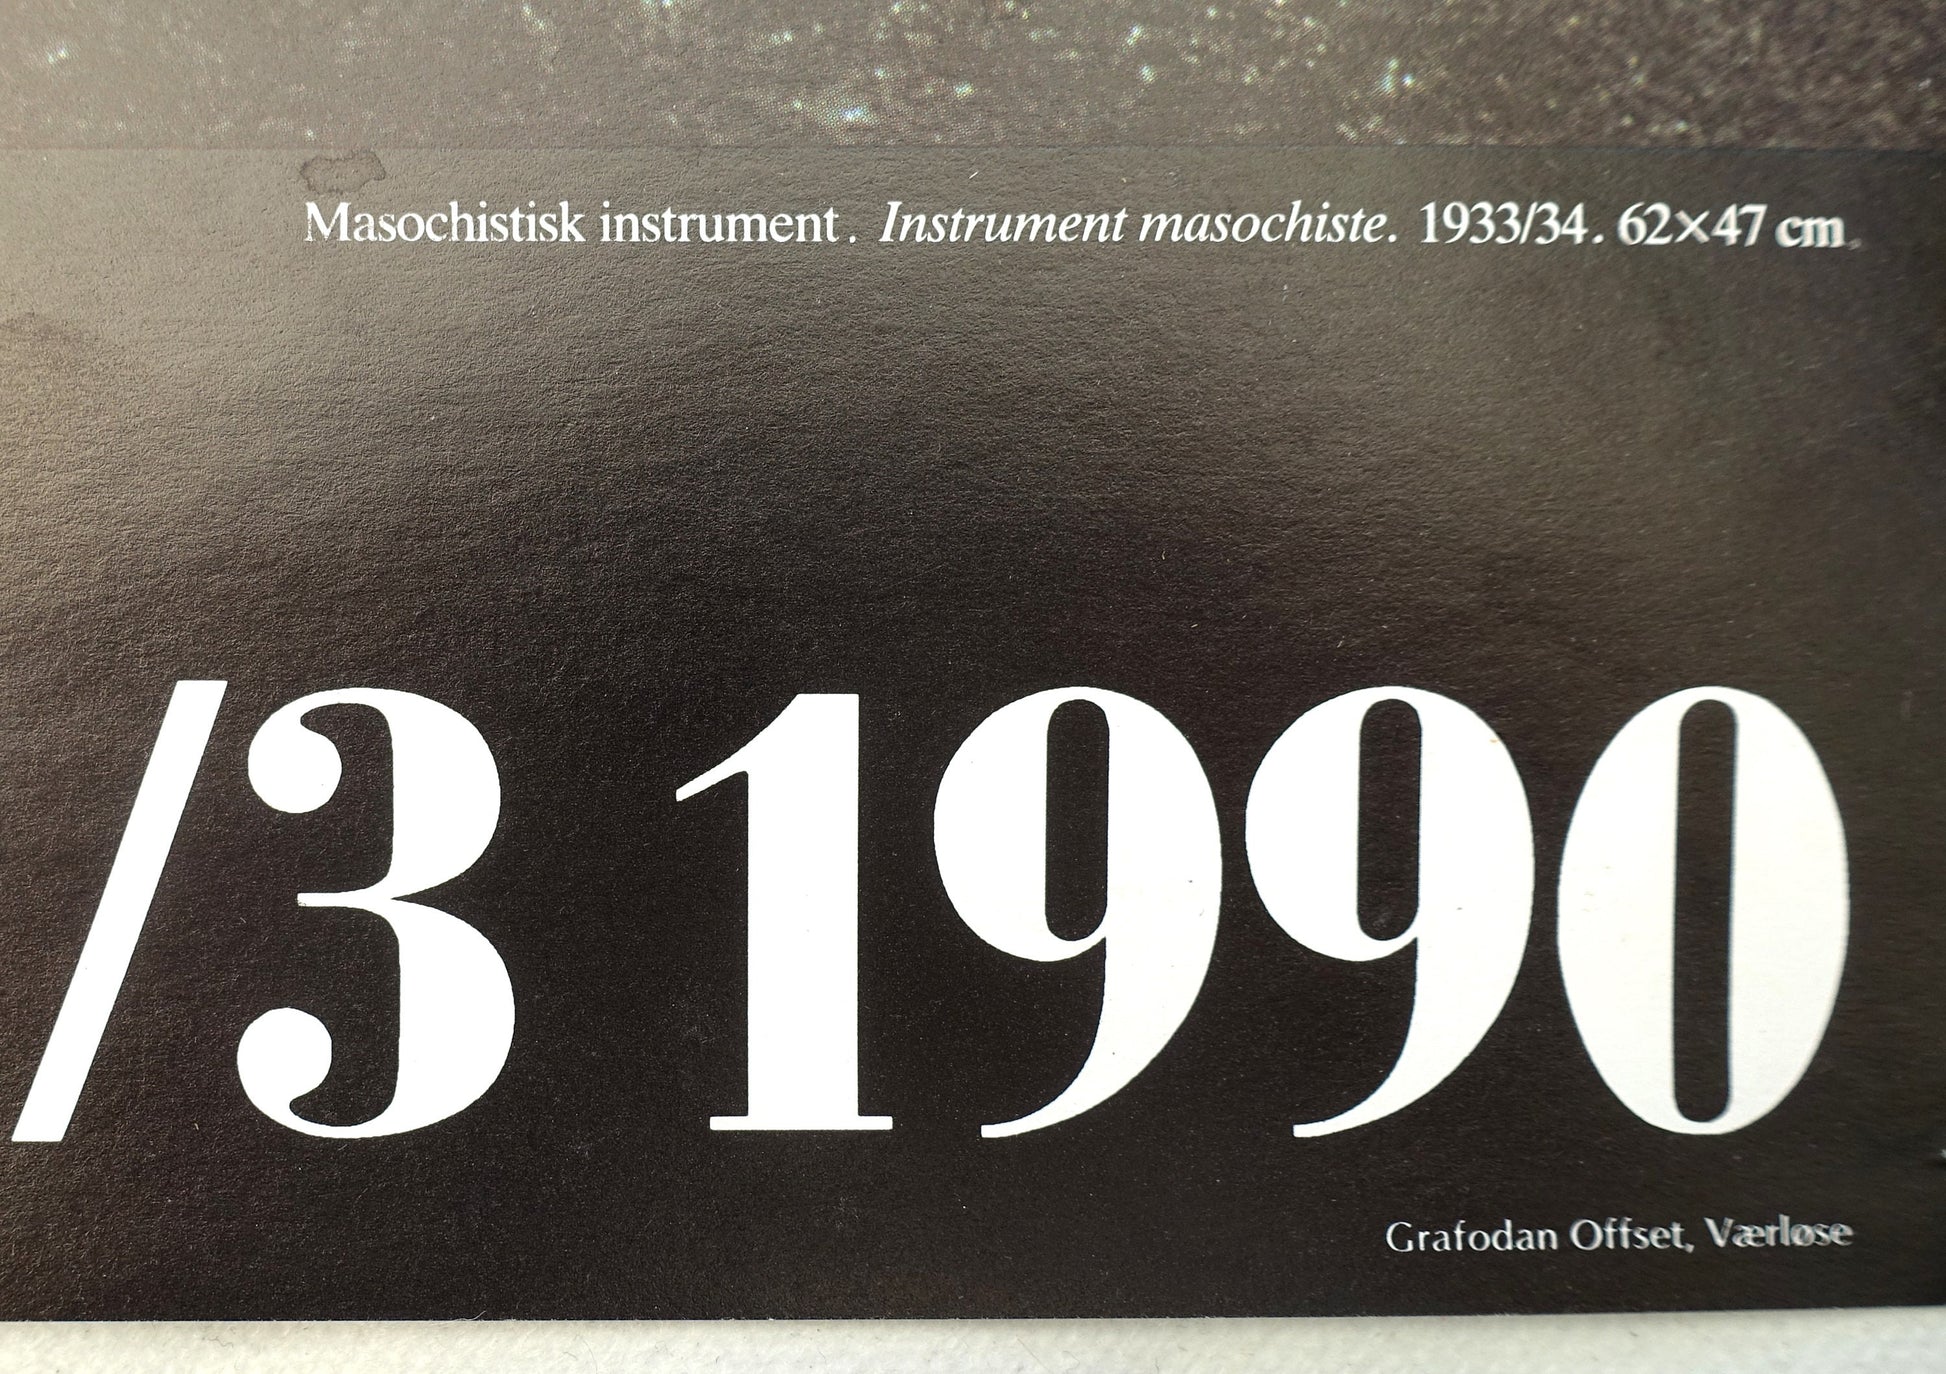 Masochistisk instrument. Instrument masochiste. 1933/34. 62×47 cm.
/3 1990
Grafodan Offset, Værløse